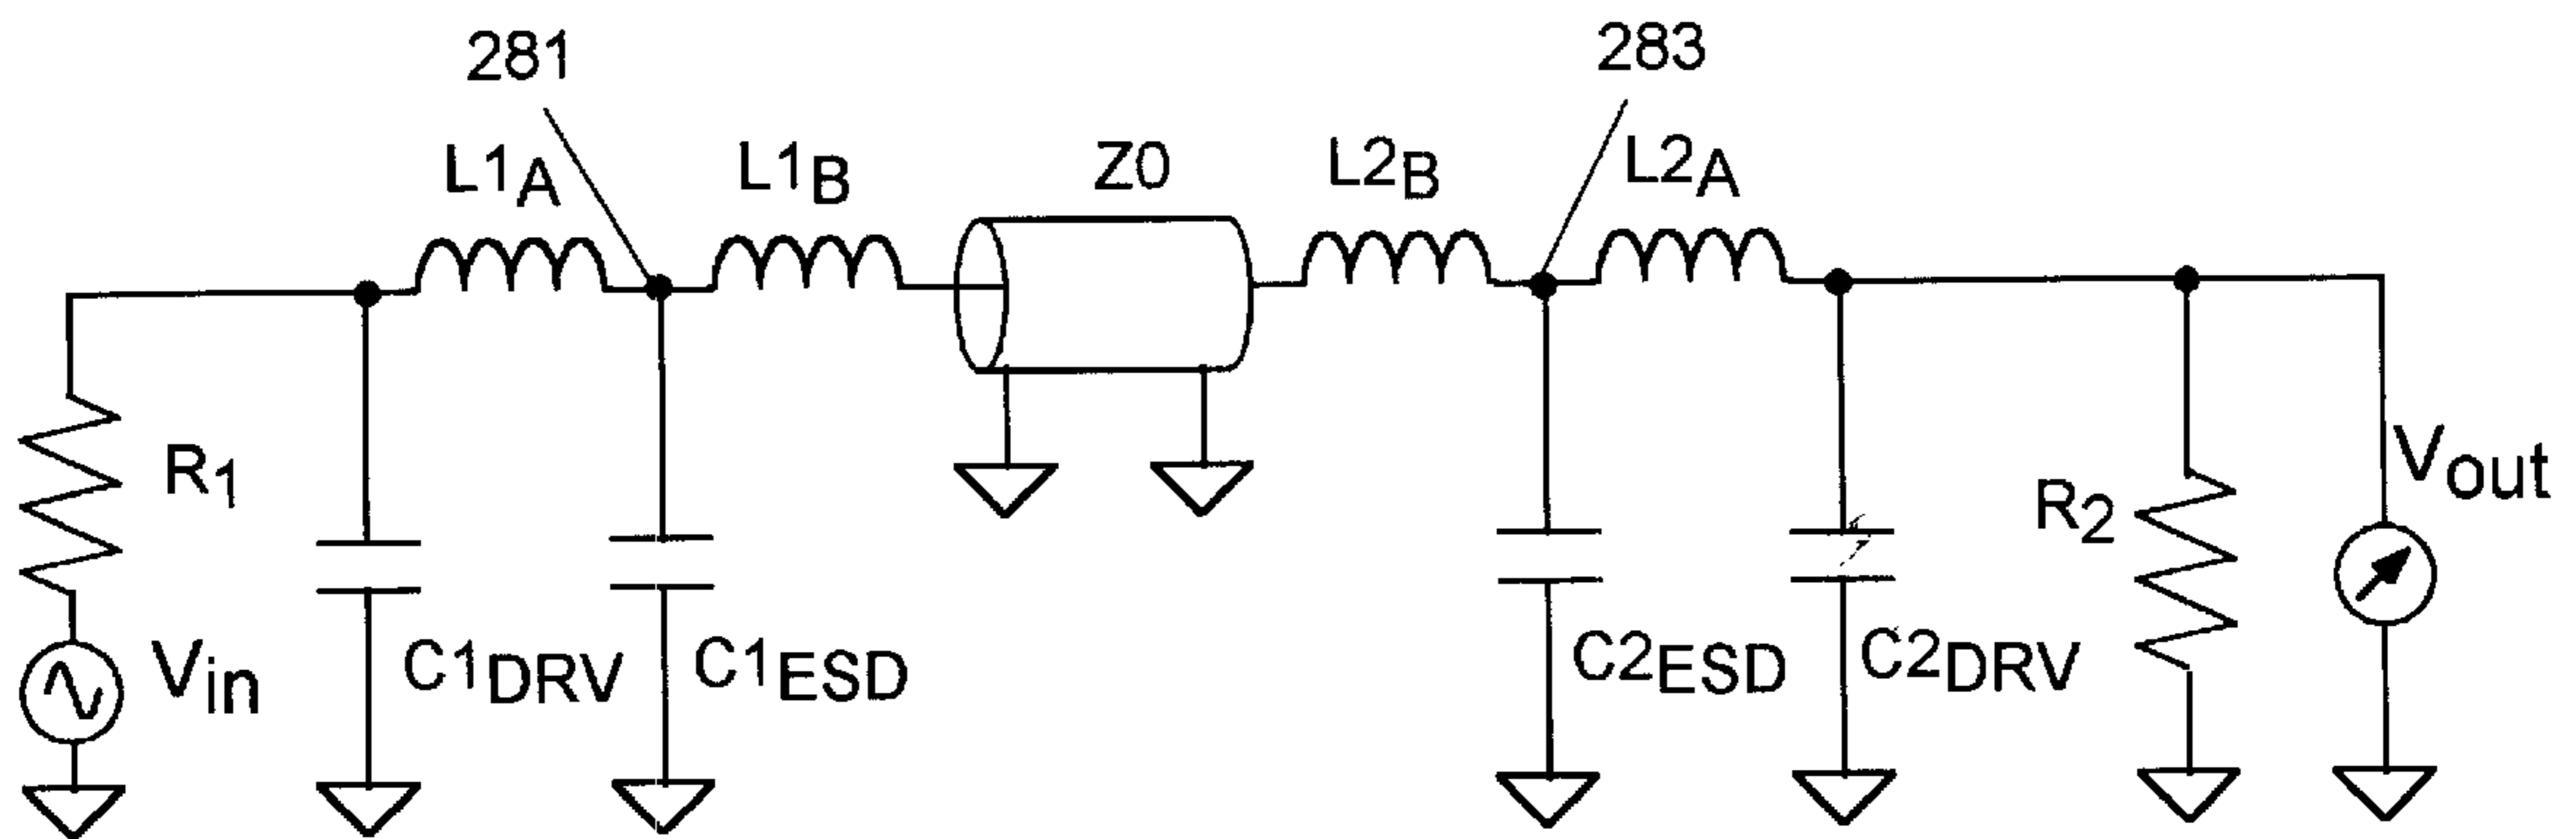 281
283
L1A
L1B
Z0
L2B
L2A
R1
Vin
C1DRV
C1ESD
C2ESD
C2DRV
R2
Vout